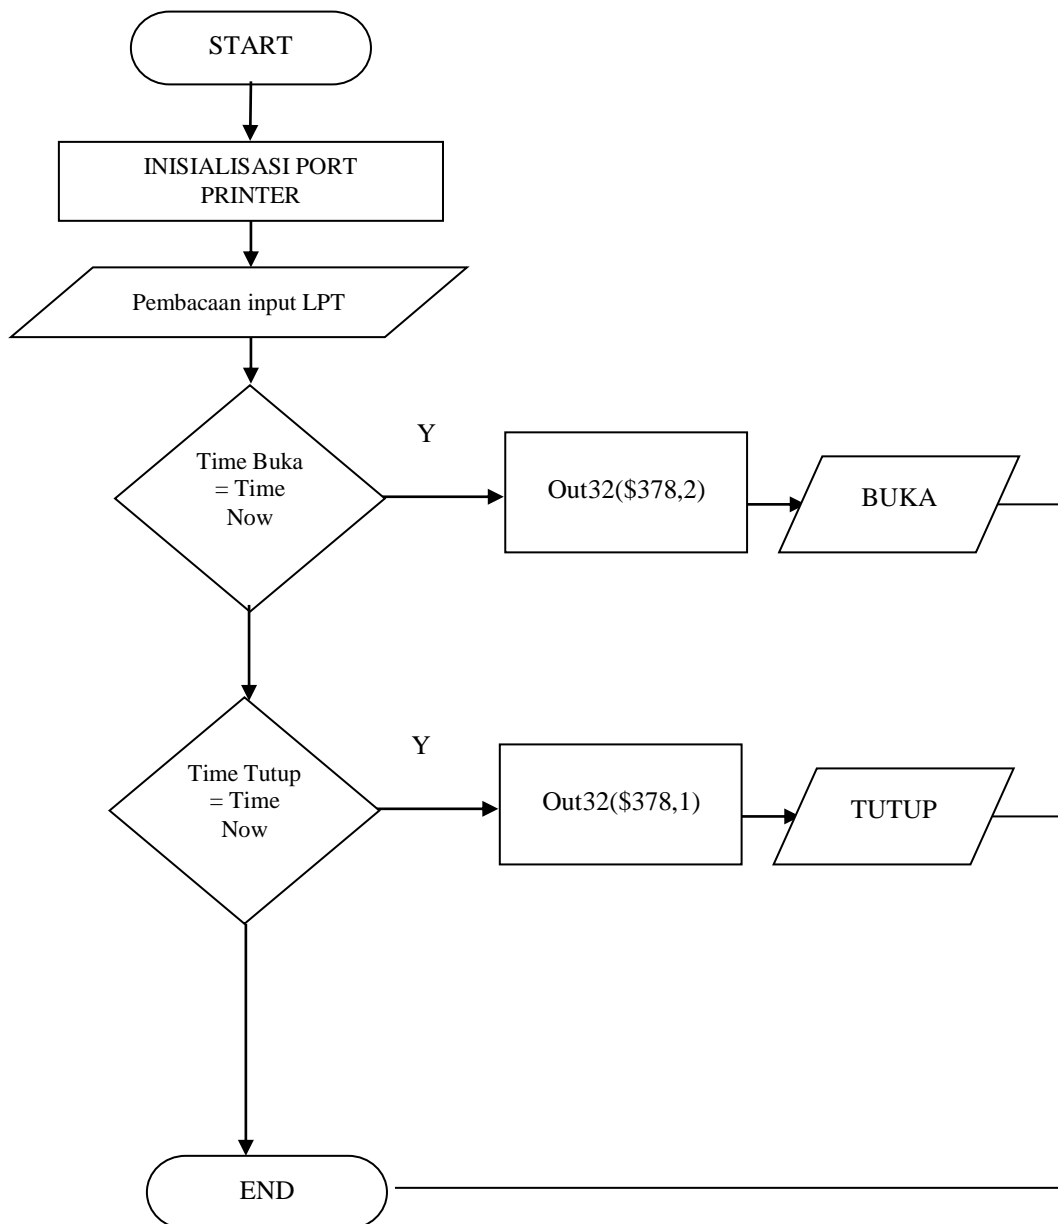 START
INISIALISASI PORT
PRINTER
Pembacaan input LPT
Time Buka
= Time
Now
Y
Out32($378,2)
BUKA
Time Tutup
= Time
Now
Y
Out32($378,1)
TUTUP
END